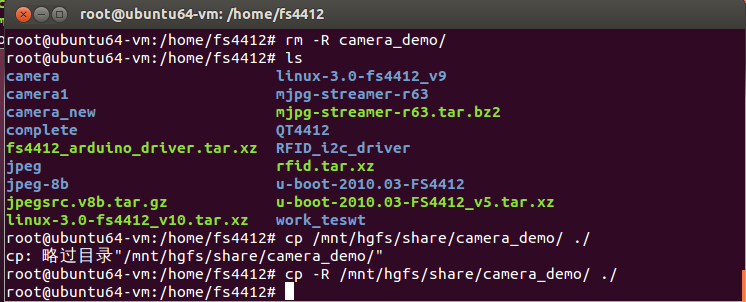 root@ubuntu64-vm: /home/fs4412
root@ubuntu64-vm:/home/fs4412# rm -R camera_demo/
root@ubuntu64-vm:/home/fs4412# ls
camera linux-3.0-fs4412_v9
camera1 mjpg-streamer-r63
camera_new mjpg-streamer-r63.tar.bz2
complete QT4412
fs4412_arduino_driver.tar.xz RFID_i2c_driver
jpeg rfid.tar.xz
jpeg-8b u-boot-2010.03-FS4412
jpegsrc.v8b.tar.gz u-boot-2010.03-FS4412_v5.tar.xz
linux-3.0-fs4412_v10.tar.xz work_teswt
root@ubuntu64-vm:/home/fs4412# cp /mnt/hgfs/share/camera_demo/ ./
cp: 略过目录"/mnt/hgfs/share/camera_demo/"
root@ubuntu64-vm:/home/fs4412# cp -R /mnt/hgfs/share/camera_demo/ ./
root@ubuntu64-vm:/home/fs4412#